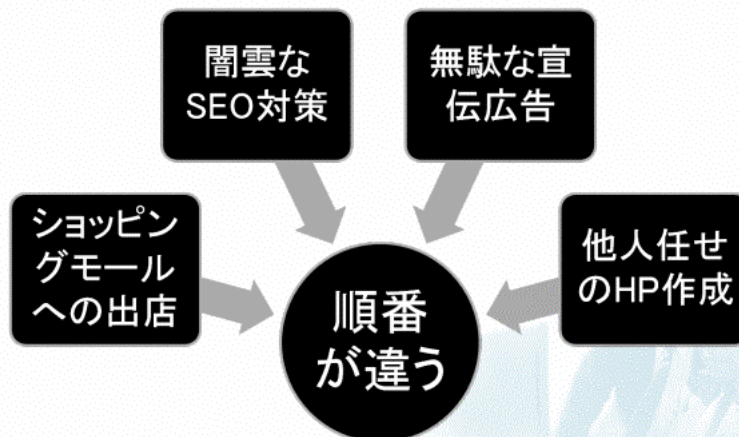 闇雲な
SEO対策
無駄な宣
伝広告
ショッピン
グモール
への出店
他人任せ
のHP作成
順番
が違う